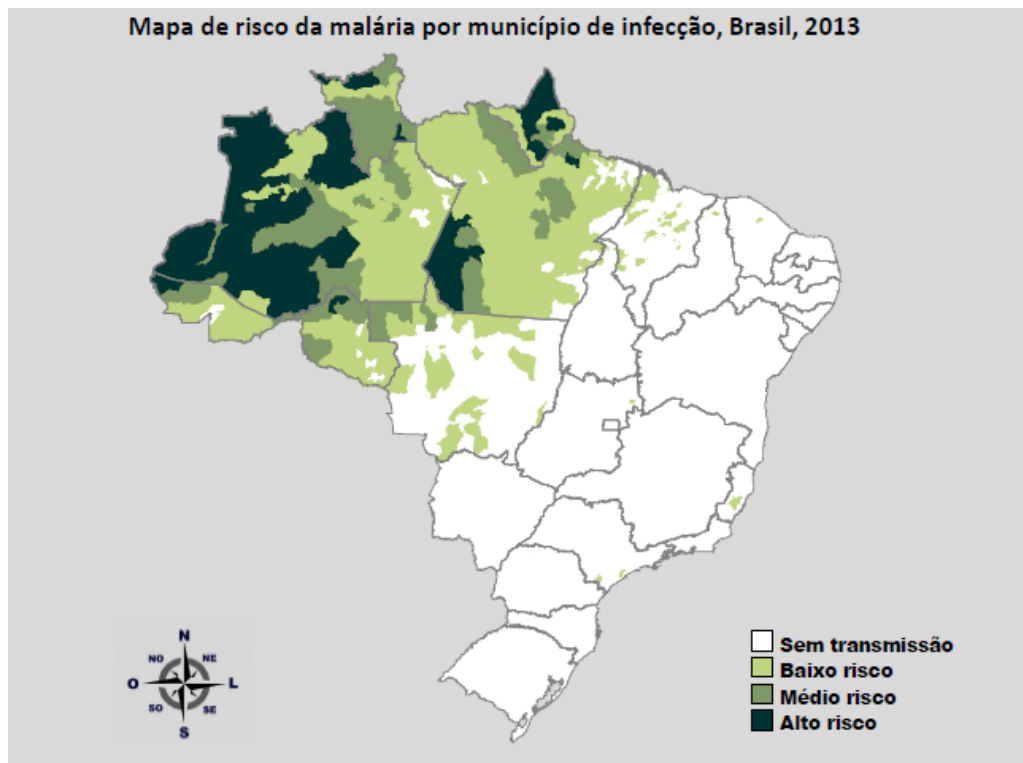 Mapa de risco da malária por município de infecção, Brasil, 2013
N
NO
NE
O
L
SO
SE
S
Sem transmissão
Baixo risco
Médio risco
Alto risco